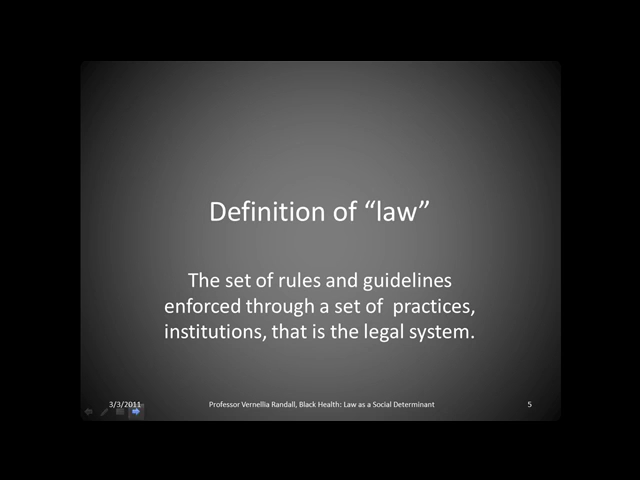 Definition of “law”
The set of rules and guidelines
enforced through a set of practices,
institutions, that is the legal system.
3/3/2011 Professor Vernellia Randall, Black Health: Law as a Social Determinant 5